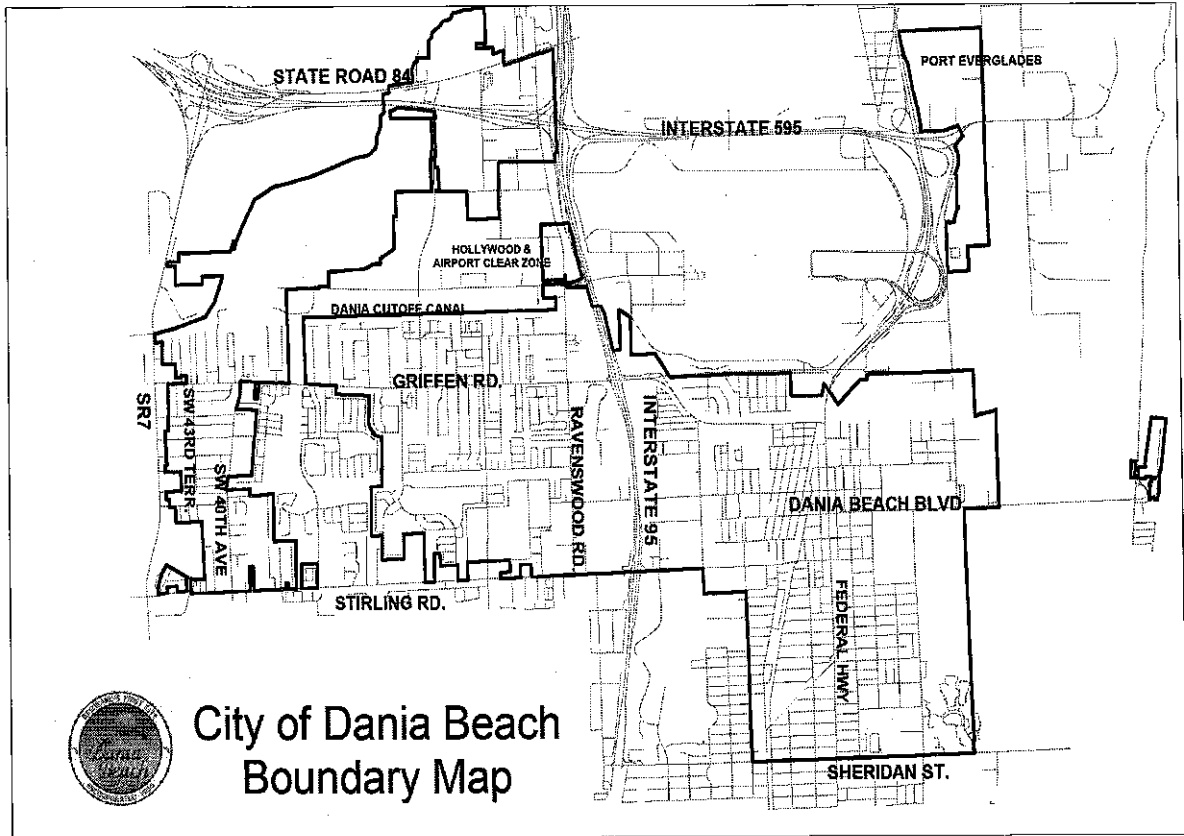 PORT EVERGLADES
STATE ROAD 84
INTERSTATE 595
HOLLYWOOD &
AIRPORT CLEAR ZONE
DANIA CUTOFF CANAL
GRIFFEN RD.
SR7
SW 43RD TERR
SW 40TH AVE
RAVENSWOOD RD.
INTERSTATE 95
DANIA BEACH BLVD
STIRLING RD.
FEDERAL HWY
SHERIDAN ST.
City of Dania Beach
Boundary Map
Dania
Beach